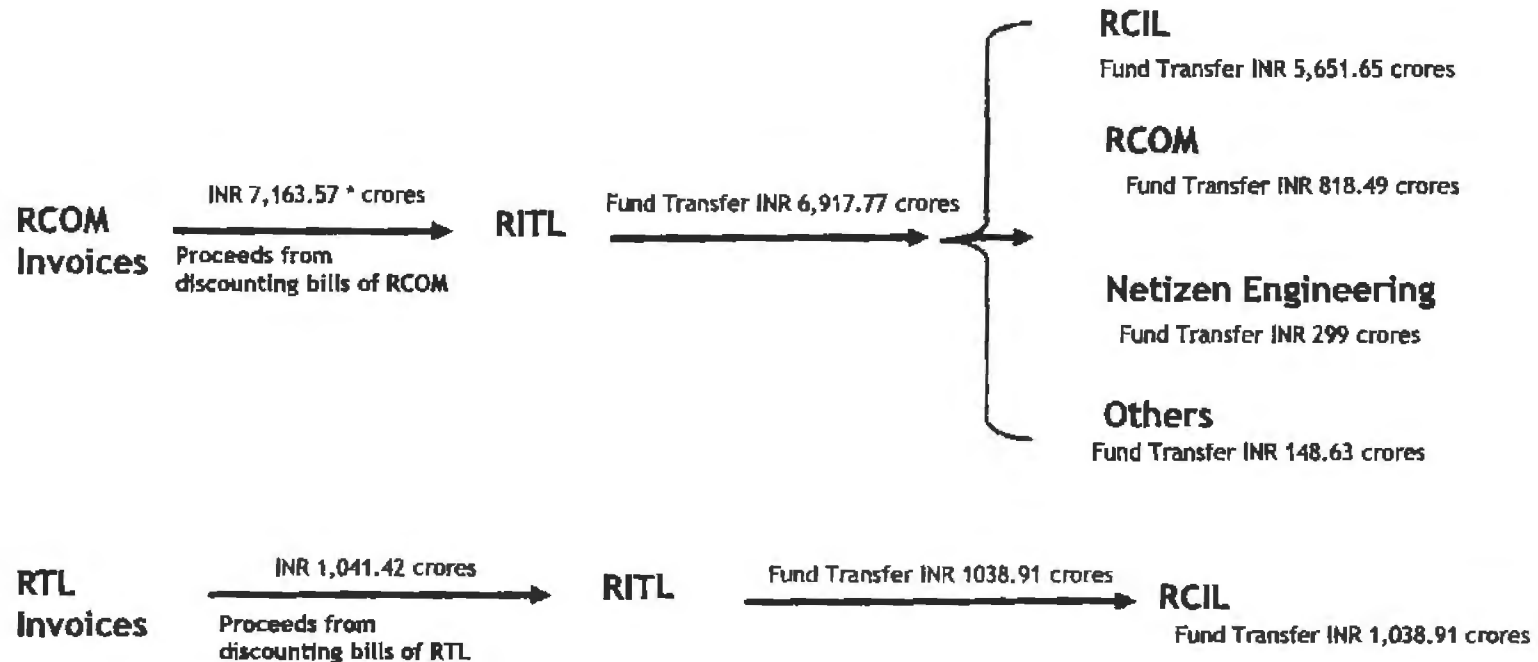 RCOM
Invoices
INR 7,163.57 * crores
Proceeds from
discounting bills of RCOM
RITL
Fund Transfer INR 6,917.77 crores
RCIL
Fund Transfer INR 5,651.65 crores
RCOM
Fund Transfer INR 818.49 crores
Netizen Engineering
Fund Transfer INR 299 crores
Others
Fund Transfer INR 148.63 crores
RTL
Invoices
INR 1,041.42 crores
Proceeds from
discounting bills of RTL
RITL
Fund Transfer INR 1038.91 crores
RCIL
Fund Transfer INR 1,038.91 crores